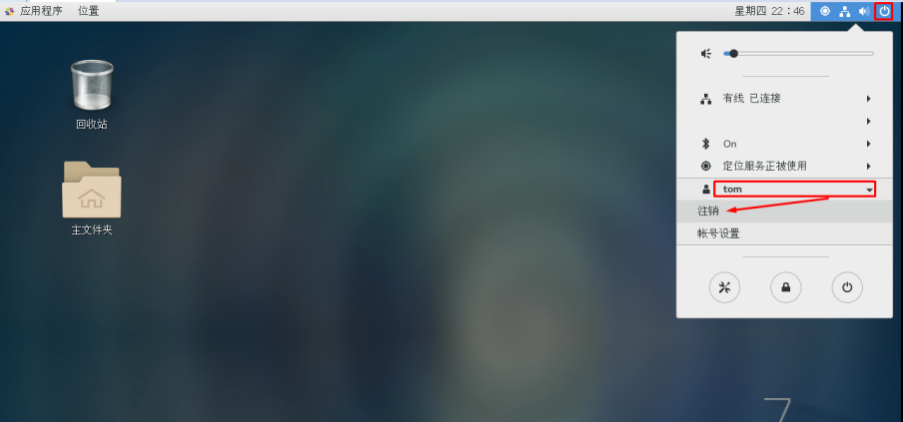 应用程序 位置 星期四 22:46
回收站
主文件夹
有线 已连接
On
定位服务正被使用
tom
注销
帐号设置
7